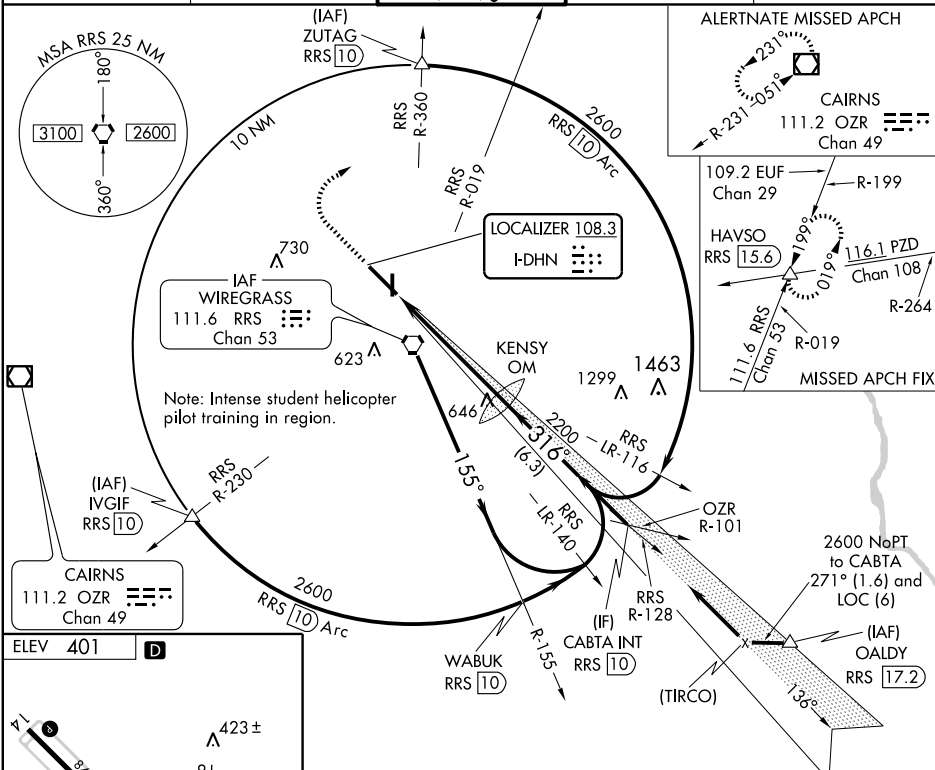 MSA RRS 25 NM
180°
3100
2600
360°
(IAF)
ZUTAG
RRS 10
RRS
R-360
10 NM
2600
RRS 10 Arc
RRS
R-019
ALERTNATE MISSED APCH
231°
R-231
051°
CAIRNS
111.2 OZR
Chan 49
109.2 EUF
Chan 29
R-199
HAVSO
RRS 15.6
199°
019°
116.1 PZD
Chan 108
R-264
111.6 RRS
Chan 53
R-019
MISSED APCH FIX
LOCALIZER 108.3
I-DHN
730
IAF
WIREGRASS
111.6 RRS
Chan 53
623
KENSY
OM
646
1299
1463
Note: Intense student helicopter
pilot training in region.
2200
316°
(6.3)
RRS
LR-116
155°
RRS
LR-140
OZR
R-101
(IAF)
IVGIF
RRS 10
RRS
R-230
2600
RRS 10 Arc
CAIRNS
111.2 OZR
Chan 49
2600 NoPT
to CABTA
271° (1.6) and
LOC (6)
RRS
R-128
(IF)
CABTA INT
RRS 10
WABUK
RRS 10
R-155
(TIRCO)
X
(IAF)
OALDY
RRS 17.2
136°
ELEV 401
D
14
P
423±